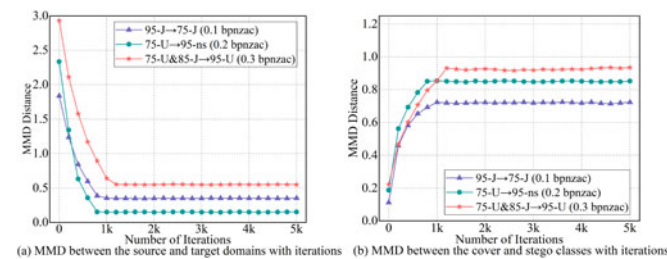 3.0
2.5
2.0
1.5
1.0
0.5
0.0
MMD Distance
95-J→75-J (0.1 bpnzac)
75-U→95-ns (0.2 bpnzac)
75-U&85-J→95-U (0.3 bpnzac)
0 1k 2k 3k 4k 5k
Number of Iterations
(a) MMD between the source and target domains with iterations
1.2
1.0
0.8
0.6
0.4
0.2
0.0
MMD Distance
95-J→75-J (0.1 bpnzac)
75-U→95-ns (0.2 bpnzac)
75-U&85-J→95-U (0.3 bpnzac)
0 1k 2k 3k 4k 5k
Number of Iterations
(b) MMD between the cover and stego classes with iterations